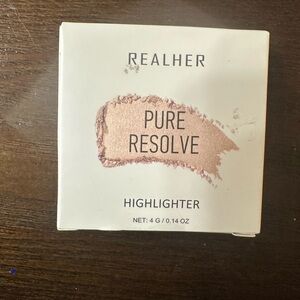 REALHER
PURE
RESOLVE
HIGHLIGHTER
NET: 4 G / 0.14 OZ